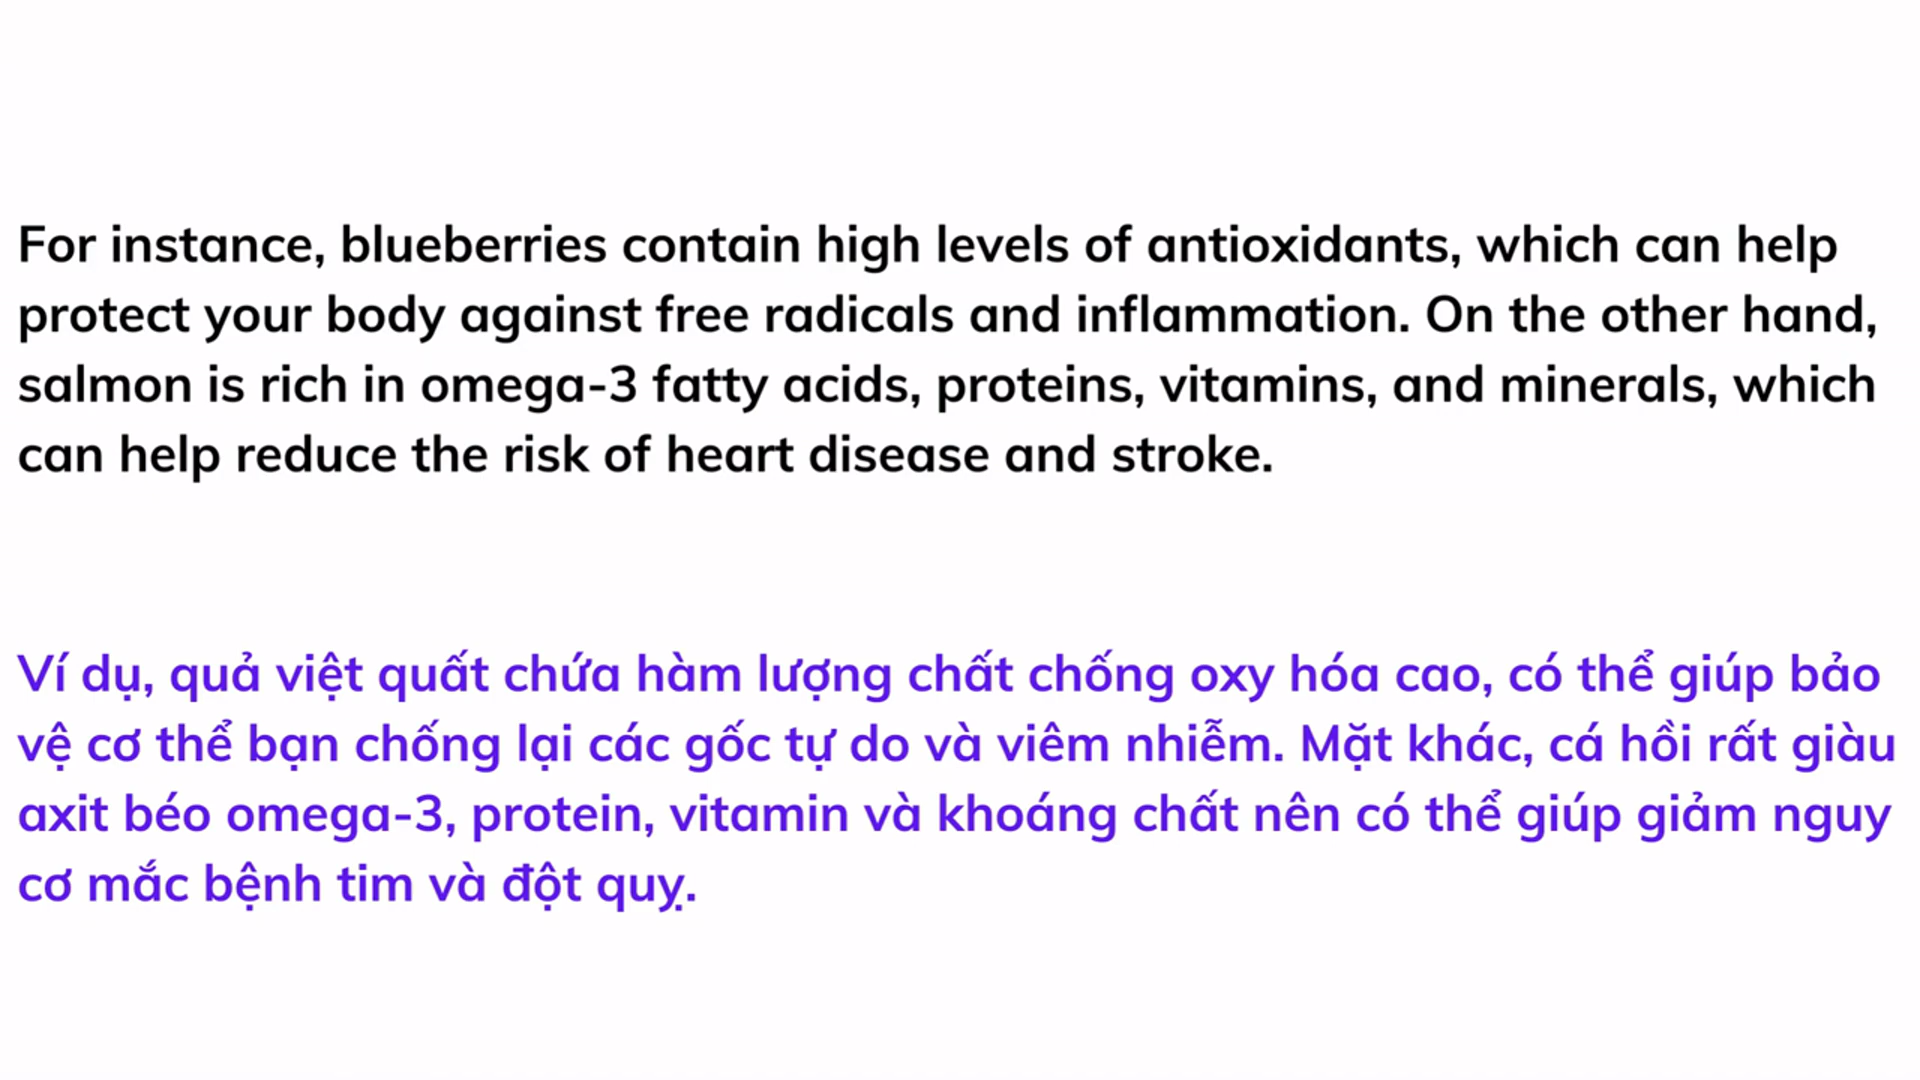 For instance, blueberries contain high levels of antioxidants, which can help
protect your body against free radicals and inflammation. On the other hand,
salmon is rich in omega-3 fatty acids, proteins, vitamins, and minerals, which
can help reduce the risk of heart disease and stroke.
Ví dụ, quả việt quất chứa hàm lượng chất chống oxy hóa cao, có thể giúp bảo
vệ cơ thể bạn chống lại các gốc tự do và viêm nhiễm. Mặt khác, cá hồi rất giàu
axit béo omega-3, protein, vitamin và khoáng chất nên có thể giúp giảm nguy
cơ mắc bệnh tim và đột quỵ.